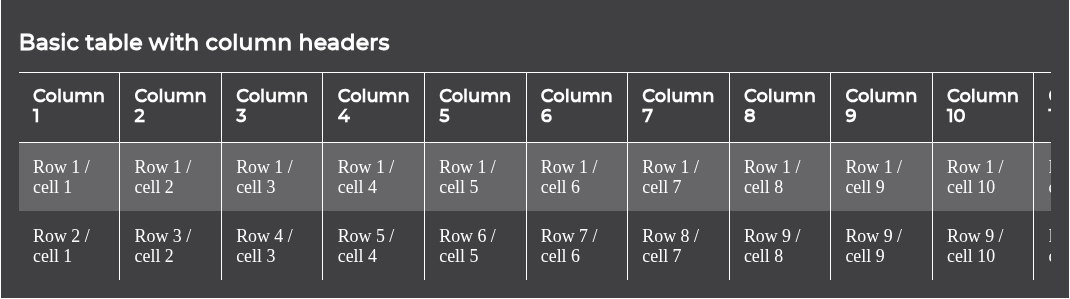 Basic table with column headers
Column 1 Column 2 Column 3 Column 4 Column 5 Column 6 Column 7 Column 8 Column 9 Column 10
Row 1 / cell 1 Row 1 / cell 2 Row 1 / cell 3 Row 1 / cell 4 Row 1 / cell 5 Row 1 / cell 6 Row 1 / cell 7 Row 1 / cell 8 Row 1 / cell 9 Row 1 / cell 10
Row 2 / cell 1 Row 3 / cell 2 Row 4 / cell 3 Row 5 / cell 4 Row 6 / cell 5 Row 7 / cell 6 Row 8 / cell 7 Row 9 / cell 8 Row 9 / cell 9 Row 9 / cell 10